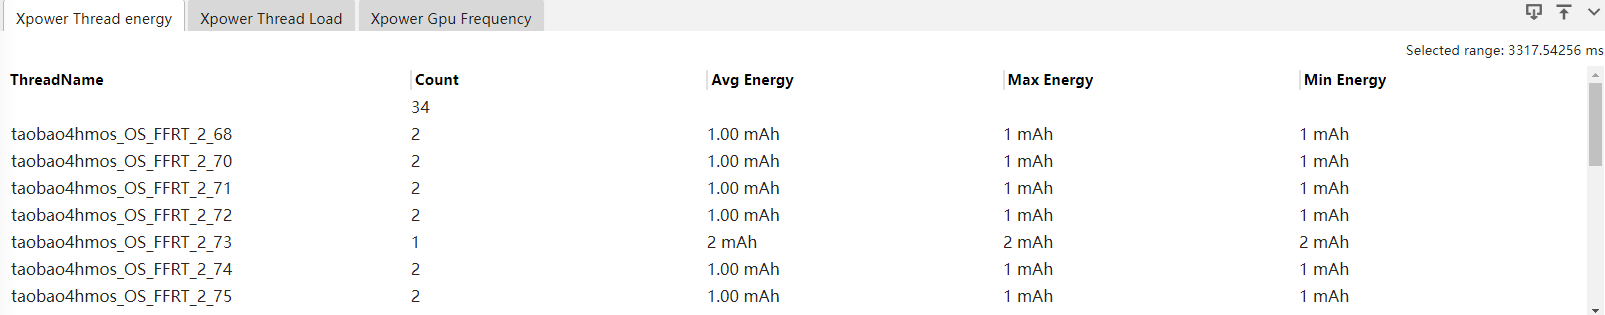 Xpower Thread energy Xpower Thread Load Xpower Gpu Frequency
Selected range: 3317.54256 ms
ThreadName Count Avg Energy Max Energy Min Energy
34
taobao4hmos_OS_FFRT_2_68 2 1.00 mAh 1 mAh 1 mAh
taobao4hmos_OS_FFRT_2_70 2 1.00 mAh 1 mAh 1 mAh
taobao4hmos_OS_FFRT_2_71 2 1.00 mAh 1 mAh 1 mAh
taobao4hmos_OS_FFRT_2_72 2 1.00 mAh 1 mAh 1 mAh
taobao4hmos_OS_FFRT_2_73 1 2 mAh 2 mAh 2 mAh
taobao4hmos_OS_FFRT_2_74 2 1.00 mAh 1 mAh 1 mAh
taobao4hmos_OS_FFRT_2_75 2 1.00 mAh 1 mAh 1 mAh